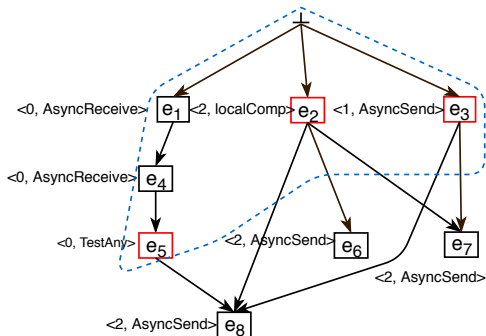 ⊥
<0, AsyncReceive> e1 <2, localComp> e2 <1, AsyncSend> e3
<0, AsyncReceive> e4
<0, TestAny> e5 <2, AsyncSend> e6 e7
<2, AsyncSend>
<2, AsyncSend> e8